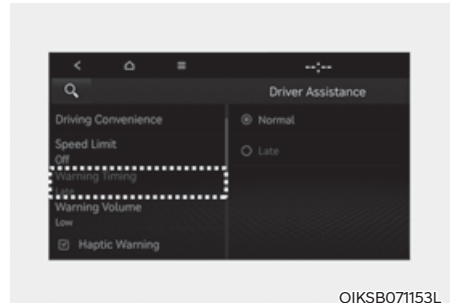 --:--
Driver Assistance
Driving Convenience
Speed Limit
Off
Warning Timing
Late
Warning Volume
Low
Haptic Warning
Normal
Late
OIKSB071153L